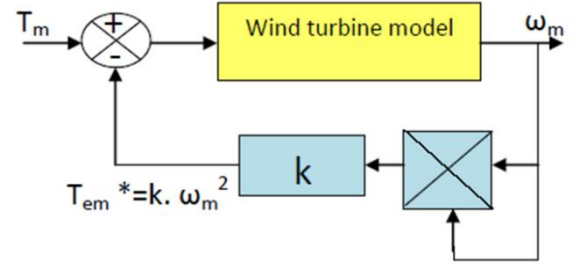 Tₘ
+
-
Wind turbine model
ωₘ
k
Tₑₘ *=k. ωₘ²